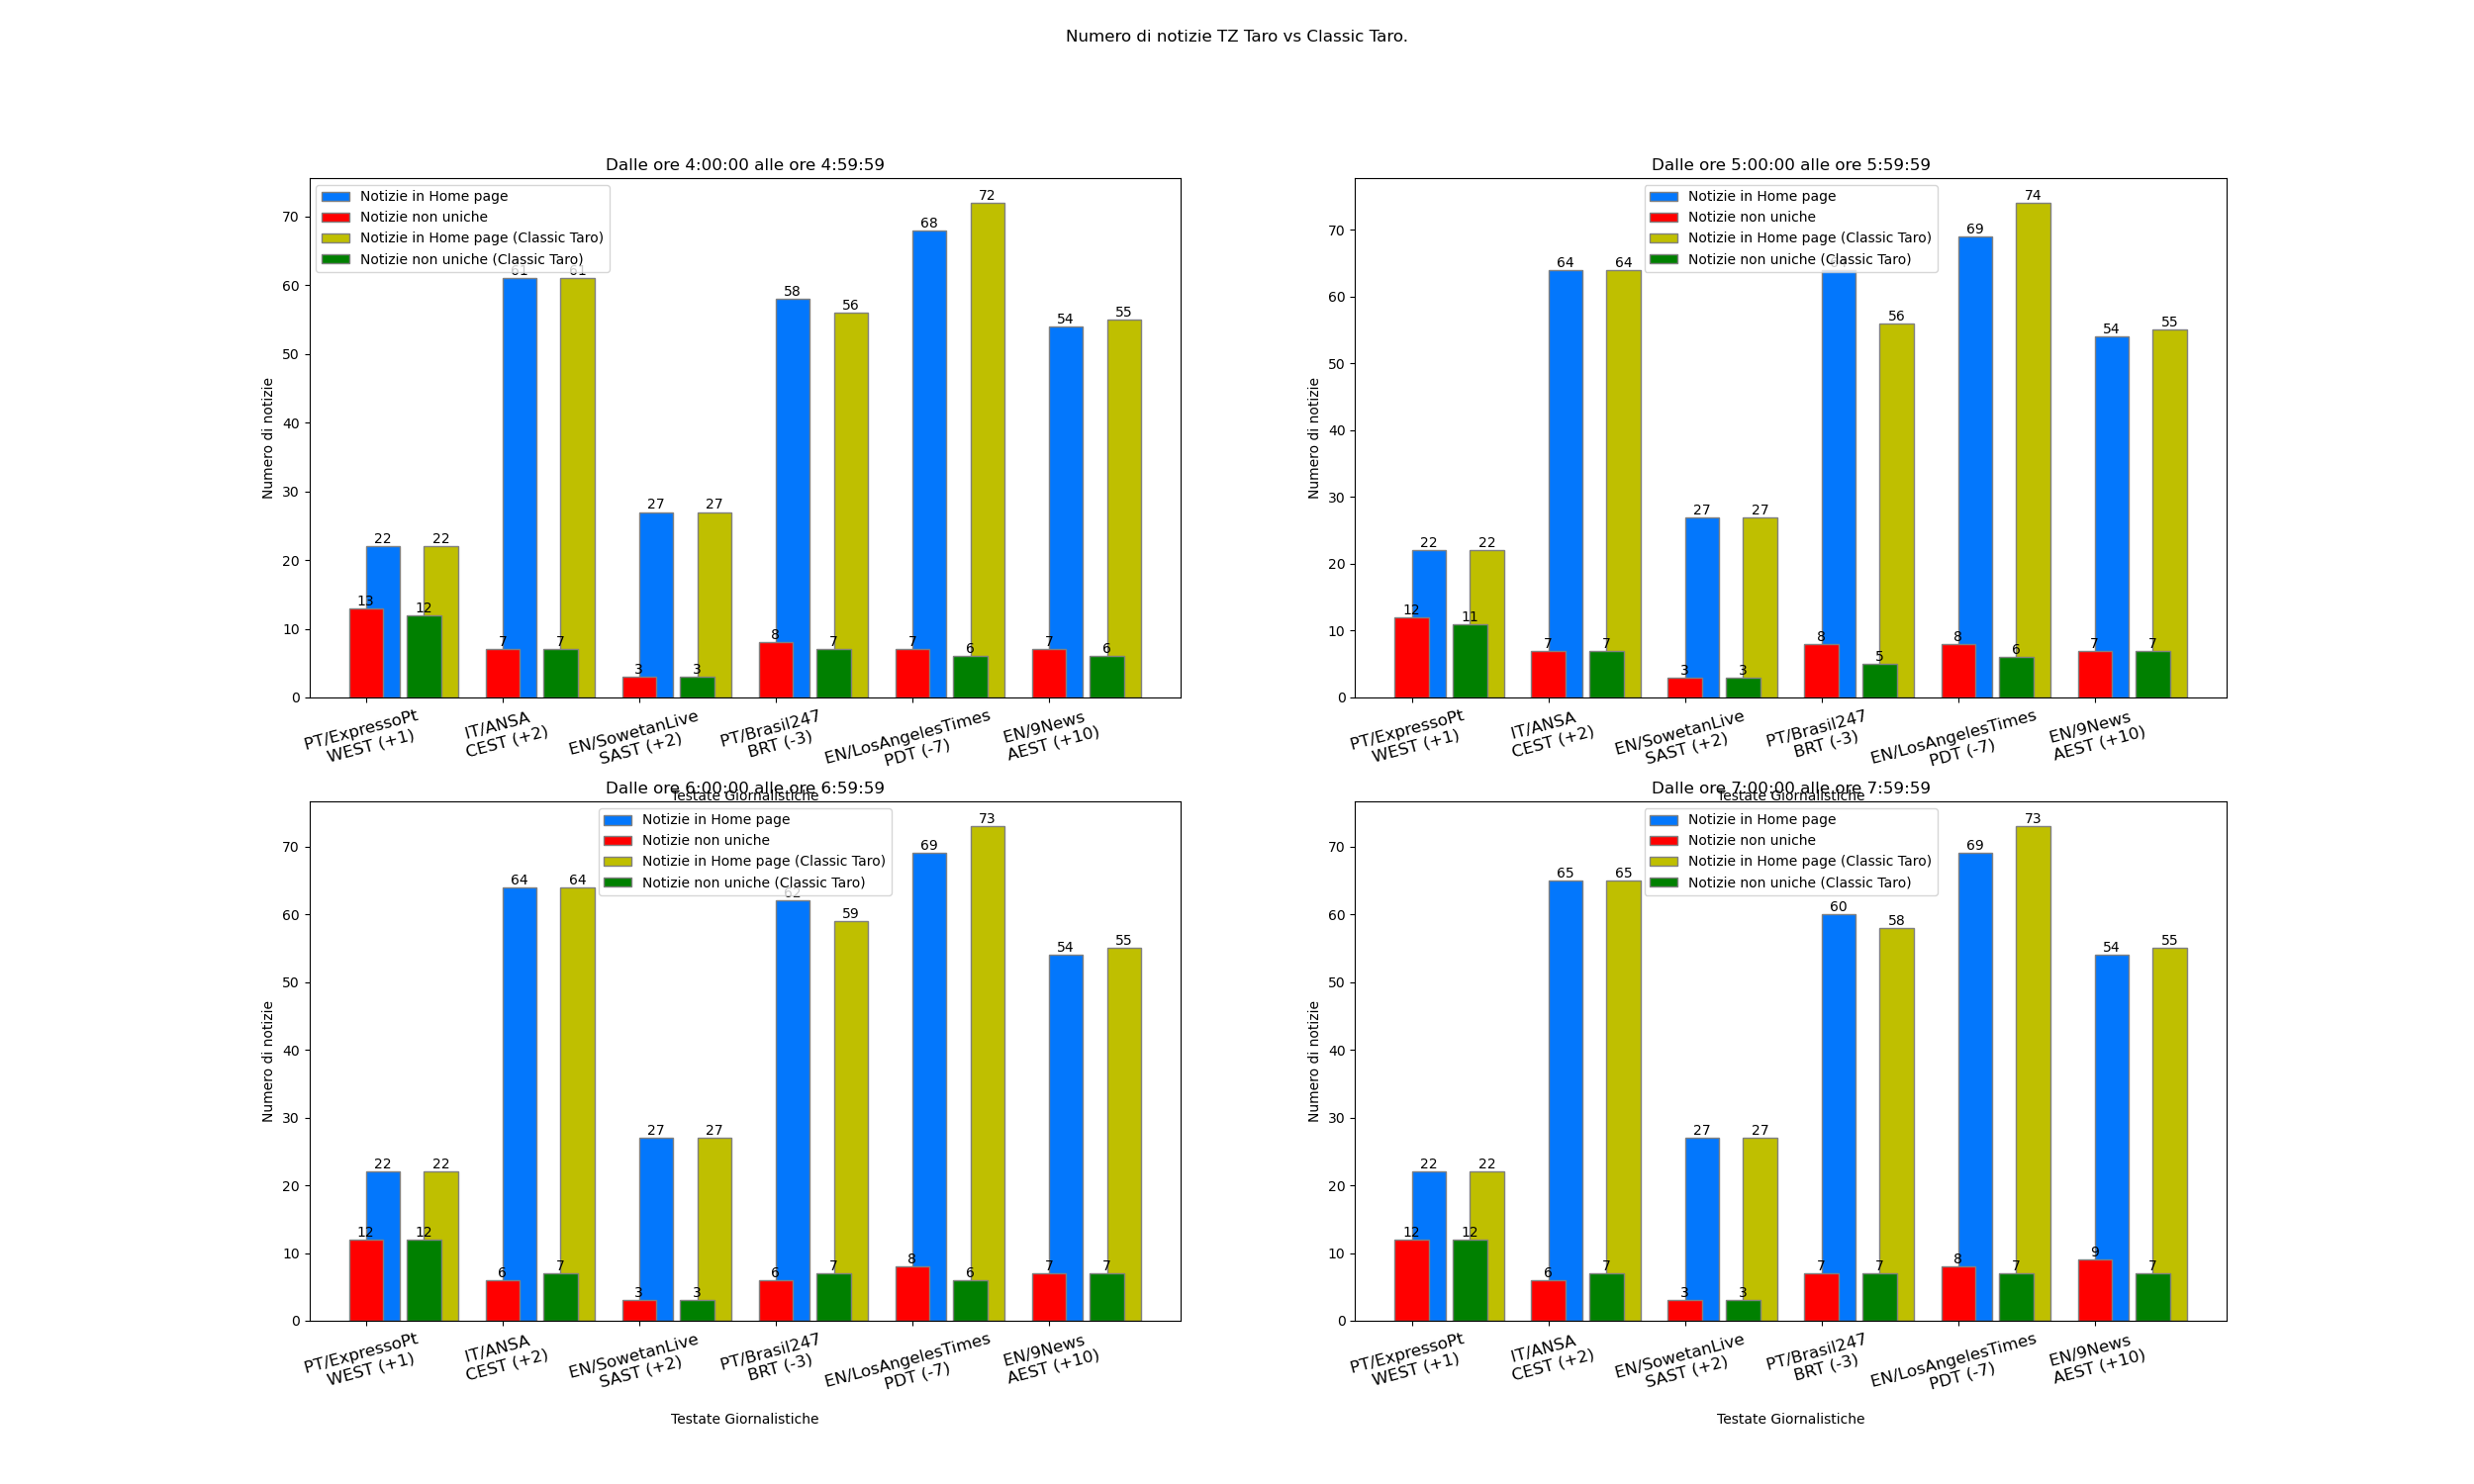 Numero di notizie TZ Taro vs Classic Taro.
Dalle ore 4:00:00 alle ore 4:59:59
Notizie in Home page
Notizie non uniche
Notizie in Home page (Classic Taro)
Notizie non uniche (Classic Taro)
Numero di notizie
70
60
50
40
30
20
10
0
22 22 61 61 27 27 58 56 68 72 54 55
13 12 7 7 3 3 8 7 7 6 7 6
PT/ExpressoPt
WEST (+1)
IT/ANSA
CEST (+2)
EN/SowetanLive
SAST (+2)
PT/Brasil247
BRT (-3)
EN/LosAngelesTimes
PDT (-7)
EN/9News
AEST (+10)
Testate Giornalistiche
Dalle ore 5:00:00 alle ore 5:59:59
Notizie in Home page
Notizie non uniche
Notizie in Home page (Classic Taro)
Notizie non uniche (Classic Taro)
Numero di notizie
70
60
50
40
30
20
10
0
22 22 64 64 27 27 56 69 74 54 55
12 11 7 7 3 3 8 5 8 6 7 7
PT/ExpressoPt
WEST (+1)
IT/ANSA
CEST (+2)
EN/SowetanLive
SAST (+2)
PT/Brasil247
BRT (-3)
EN/LosAngelesTimes
PDT (-7)
EN/9News
AEST (+10)
Testate Giornalistiche
Dalle ore 6:00:00 alle ore 6:59:59
Notizie in Home page
Notizie non uniche
Notizie in Home page (Classic Taro)
Notizie non uniche (Classic Taro)
Numero di notizie
70
60
50
40
30
20
10
0
22 22 64 64 27 27 62 59 69 73 54 55
12 12 6 7 3 3 6 7 8 6 7 7
PT/ExpressoPt
WEST (+1)
IT/ANSA
CEST (+2)
EN/SowetanLive
SAST (+2)
PT/Brasil247
BRT (-3)
EN/LosAngelesTimes
PDT (-7)
EN/9News
AEST (+10)
Testate Giornalistiche
Dalle ore 7:00:00 alle ore 7:59:59
Notizie in Home page
Notizie non uniche
Notizie in Home page (Classic Taro)
Notizie non uniche (Classic Taro)
Numero di notizie
70
60
50
40
30
20
10
0
22 22 65 65 27 27 60 58 69 73 54 55
12 12 6 7 3 3 7 7 8 7 9 7
PT/ExpressoPt
WEST (+1)
IT/ANSA
CEST (+2)
EN/SowetanLive
SAST (+2)
PT/Brasil247
BRT (-3)
EN/LosAngelesTimes
PDT (-7)
EN/9News
AEST (+10)
Testate Giornalistiche